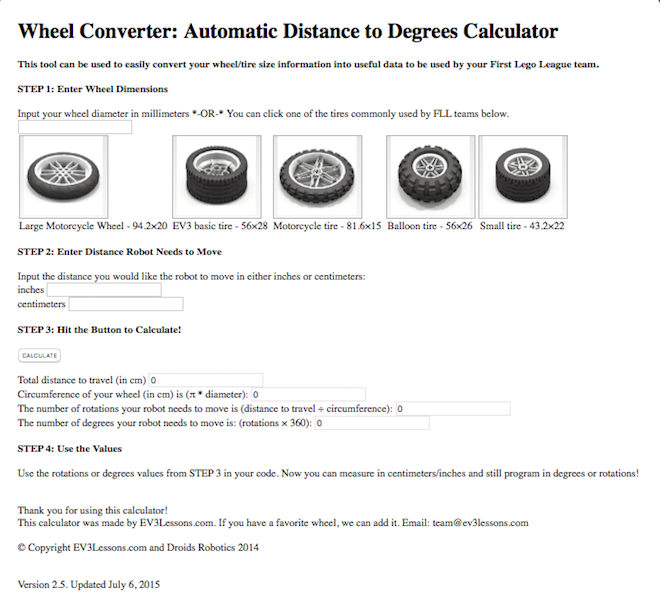 Wheel Converter: Automatic Distance to Degrees Calculator
This tool can be used to easily convert your wheel/tire size information into useful data to be used by your First Lego League team.
STEP 1: Enter Wheel Dimensions
Input your wheel diameter in millimeters *-OR-* You can click one of the tires commonly used by FLL teams below.
Large Motorcycle Wheel - 94.2x20 EV3 basic tire - 56x28 Motorcycle tire - 81.6x15 Balloon tire - 56x26 Small tire - 43.2x22
STEP 2: Enter Distance Robot Needs to Move
Input the distance you would like the robot to move in either inches or centimeters:
inches
centimeters
STEP 3: Hit the Button to Calculate!
CALCULATE
Total distance to travel (in cm) 0
Circumference of your wheel (in cm) is (π * diameter): 0
The number of rotations your robot needs to move is (distance to travel ÷ circumference): 0
The number of degrees your robot needs to move is: (rotations × 360): 0
STEP 4: Use the Values
Use the rotations or degrees values from STEP 3 in your code. Now you can measure in centimeters/inches and still program in degrees or rotations!
Thank you for using this calculator!
This calculator was made by EV3Lessons.com. If you have a favorite wheel, we can add it. Email: team@ev3lessons.com
© Copyright EV3Lessons.com and Droids Robotics 2014
Version 2.5. Updated July 6, 2015